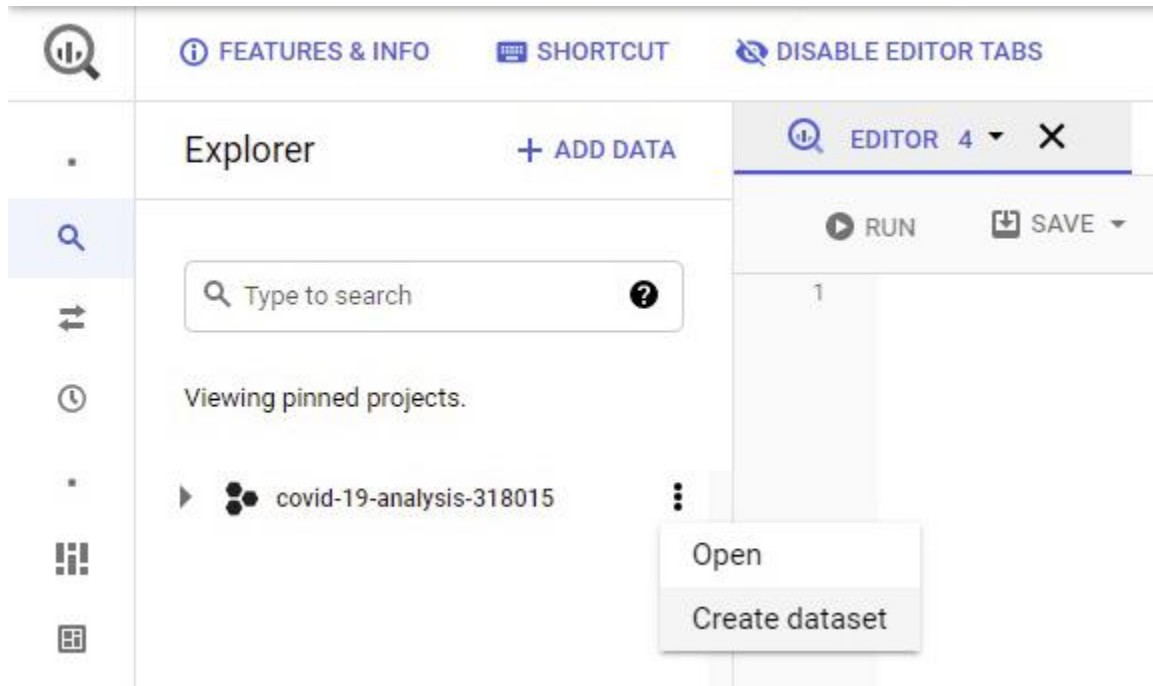 FEATURES & INFO
SHORTCUT
DISABLE EDITOR TABS
Explorer
+ ADD DATA
EDITOR 4
RUN
SAVE
Type to search
1
Viewing pinned projects.
covid-19-analysis-318015
Open
Create dataset